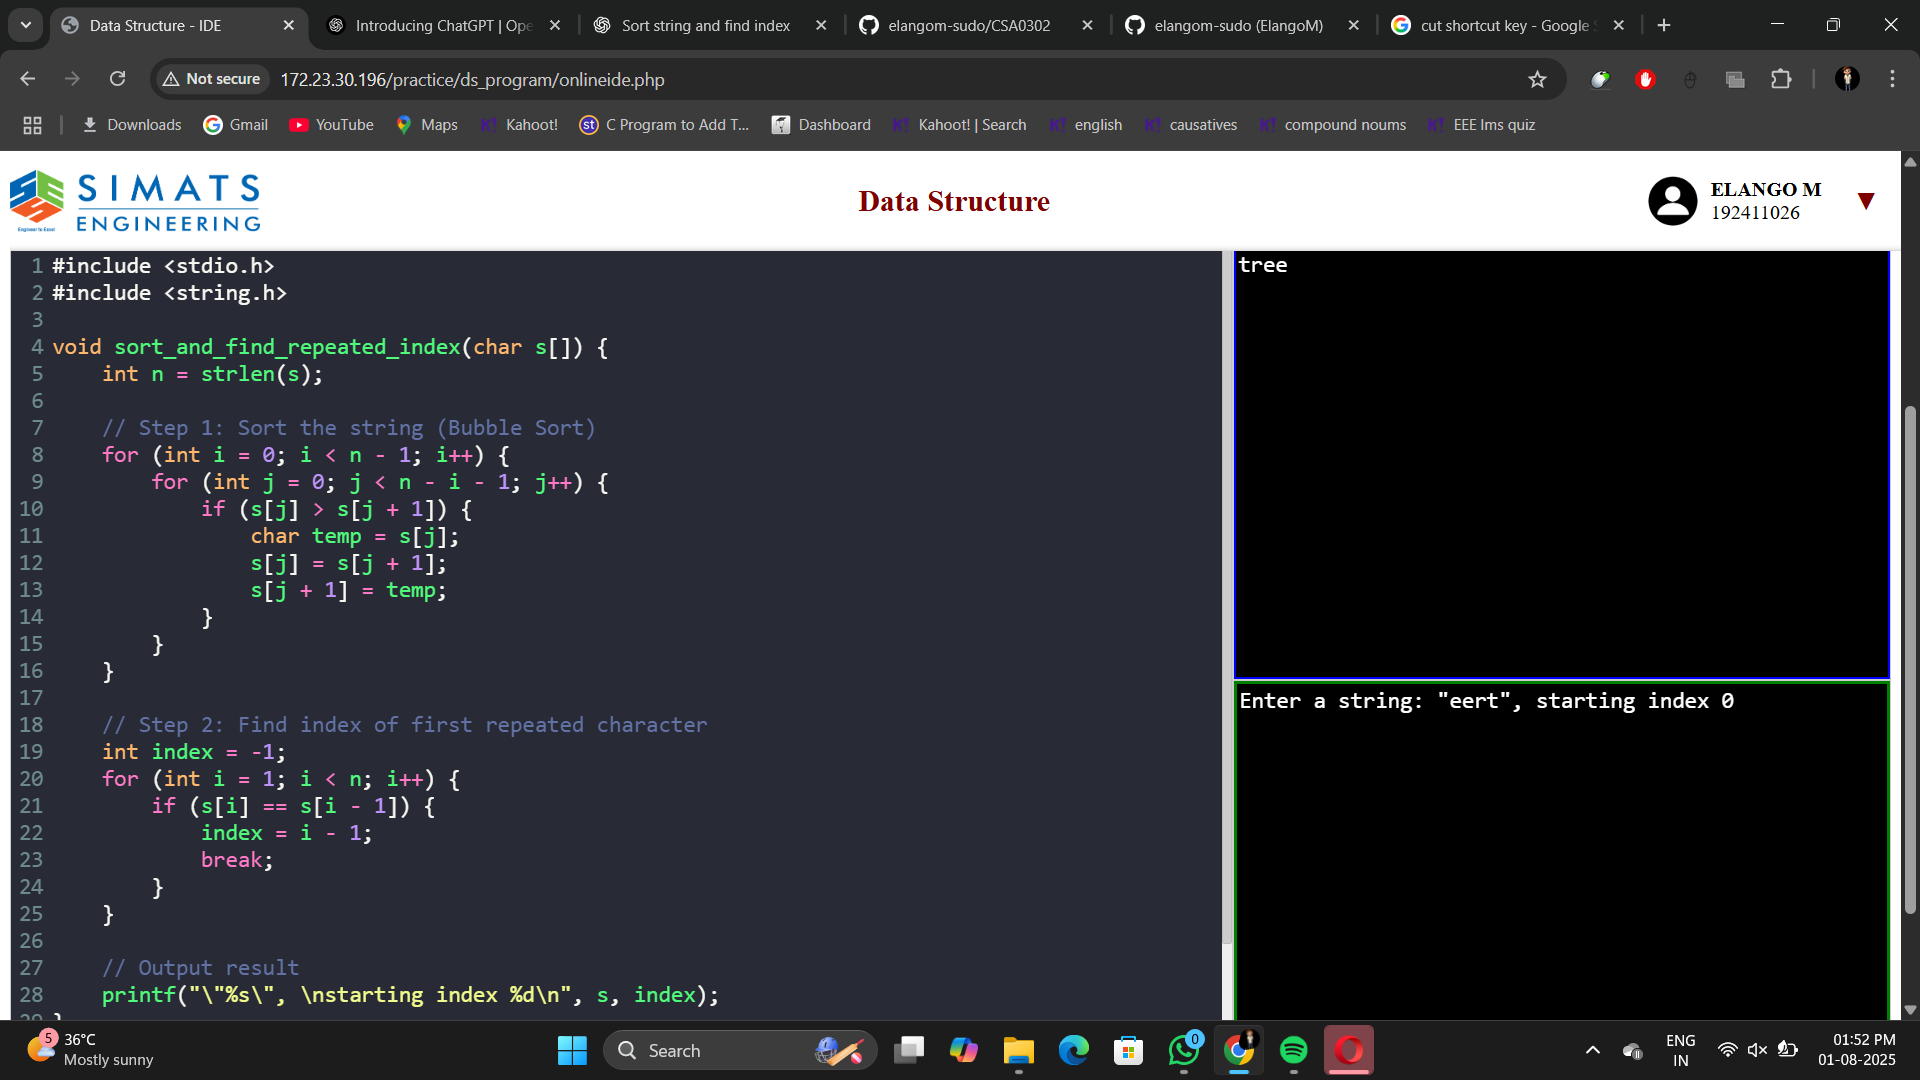 Data Structure - IDE
Introducing ChatGPT | Ope
Sort string and find index
elangom-sudo/CSA0302
elangom-sudo (ElangoM)
cut shortcut key - Google
Not secure
172.23.30.196/practice/ds_program/onlineide.php
Downloads
Gmail
YouTube
Maps
K! Kahoot!
st C Program to Add T...
Dashboard
K! Kahoot! | Search
K! english
K! causatives
K! compound noums
K! EEE lms quiz
SIMATS
ENGINEERING
Engineer to Excel
Data Structure
ELANGO M
192411026
1 #include <stdio.h>
2 #include <string.h>
3
4 void sort_and_find_repeated_index(char s[]) {
5     int n = strlen(s);
6
7     // Step 1: Sort the string (Bubble Sort)
8     for (int i = 0; i < n - 1; i++) {
9         for (int j = 0; j < n - i - 1; j++) {
10             if (s[j] > s[j + 1]) {
11                 char temp = s[j];
12                 s[j] = s[j + 1];
13                 s[j + 1] = temp;
14             }
15         }
16     }
17
18     // Step 2: Find index of first repeated character
19     int index = -1;
20     for (int i = 1; i < n; i++) {
21         if (s[i] == s[i - 1]) {
22             index = i - 1;
23             break;
24         }
25     }
26
27     // Output result
28     printf("\"%s\", \nstarting index %d\n", s, index);
29 }
tree
Enter a string: "eert", starting index 0
5
36°C
Mostly sunny
Search
0
ENG
IN
01:52 PM
01-08-2025